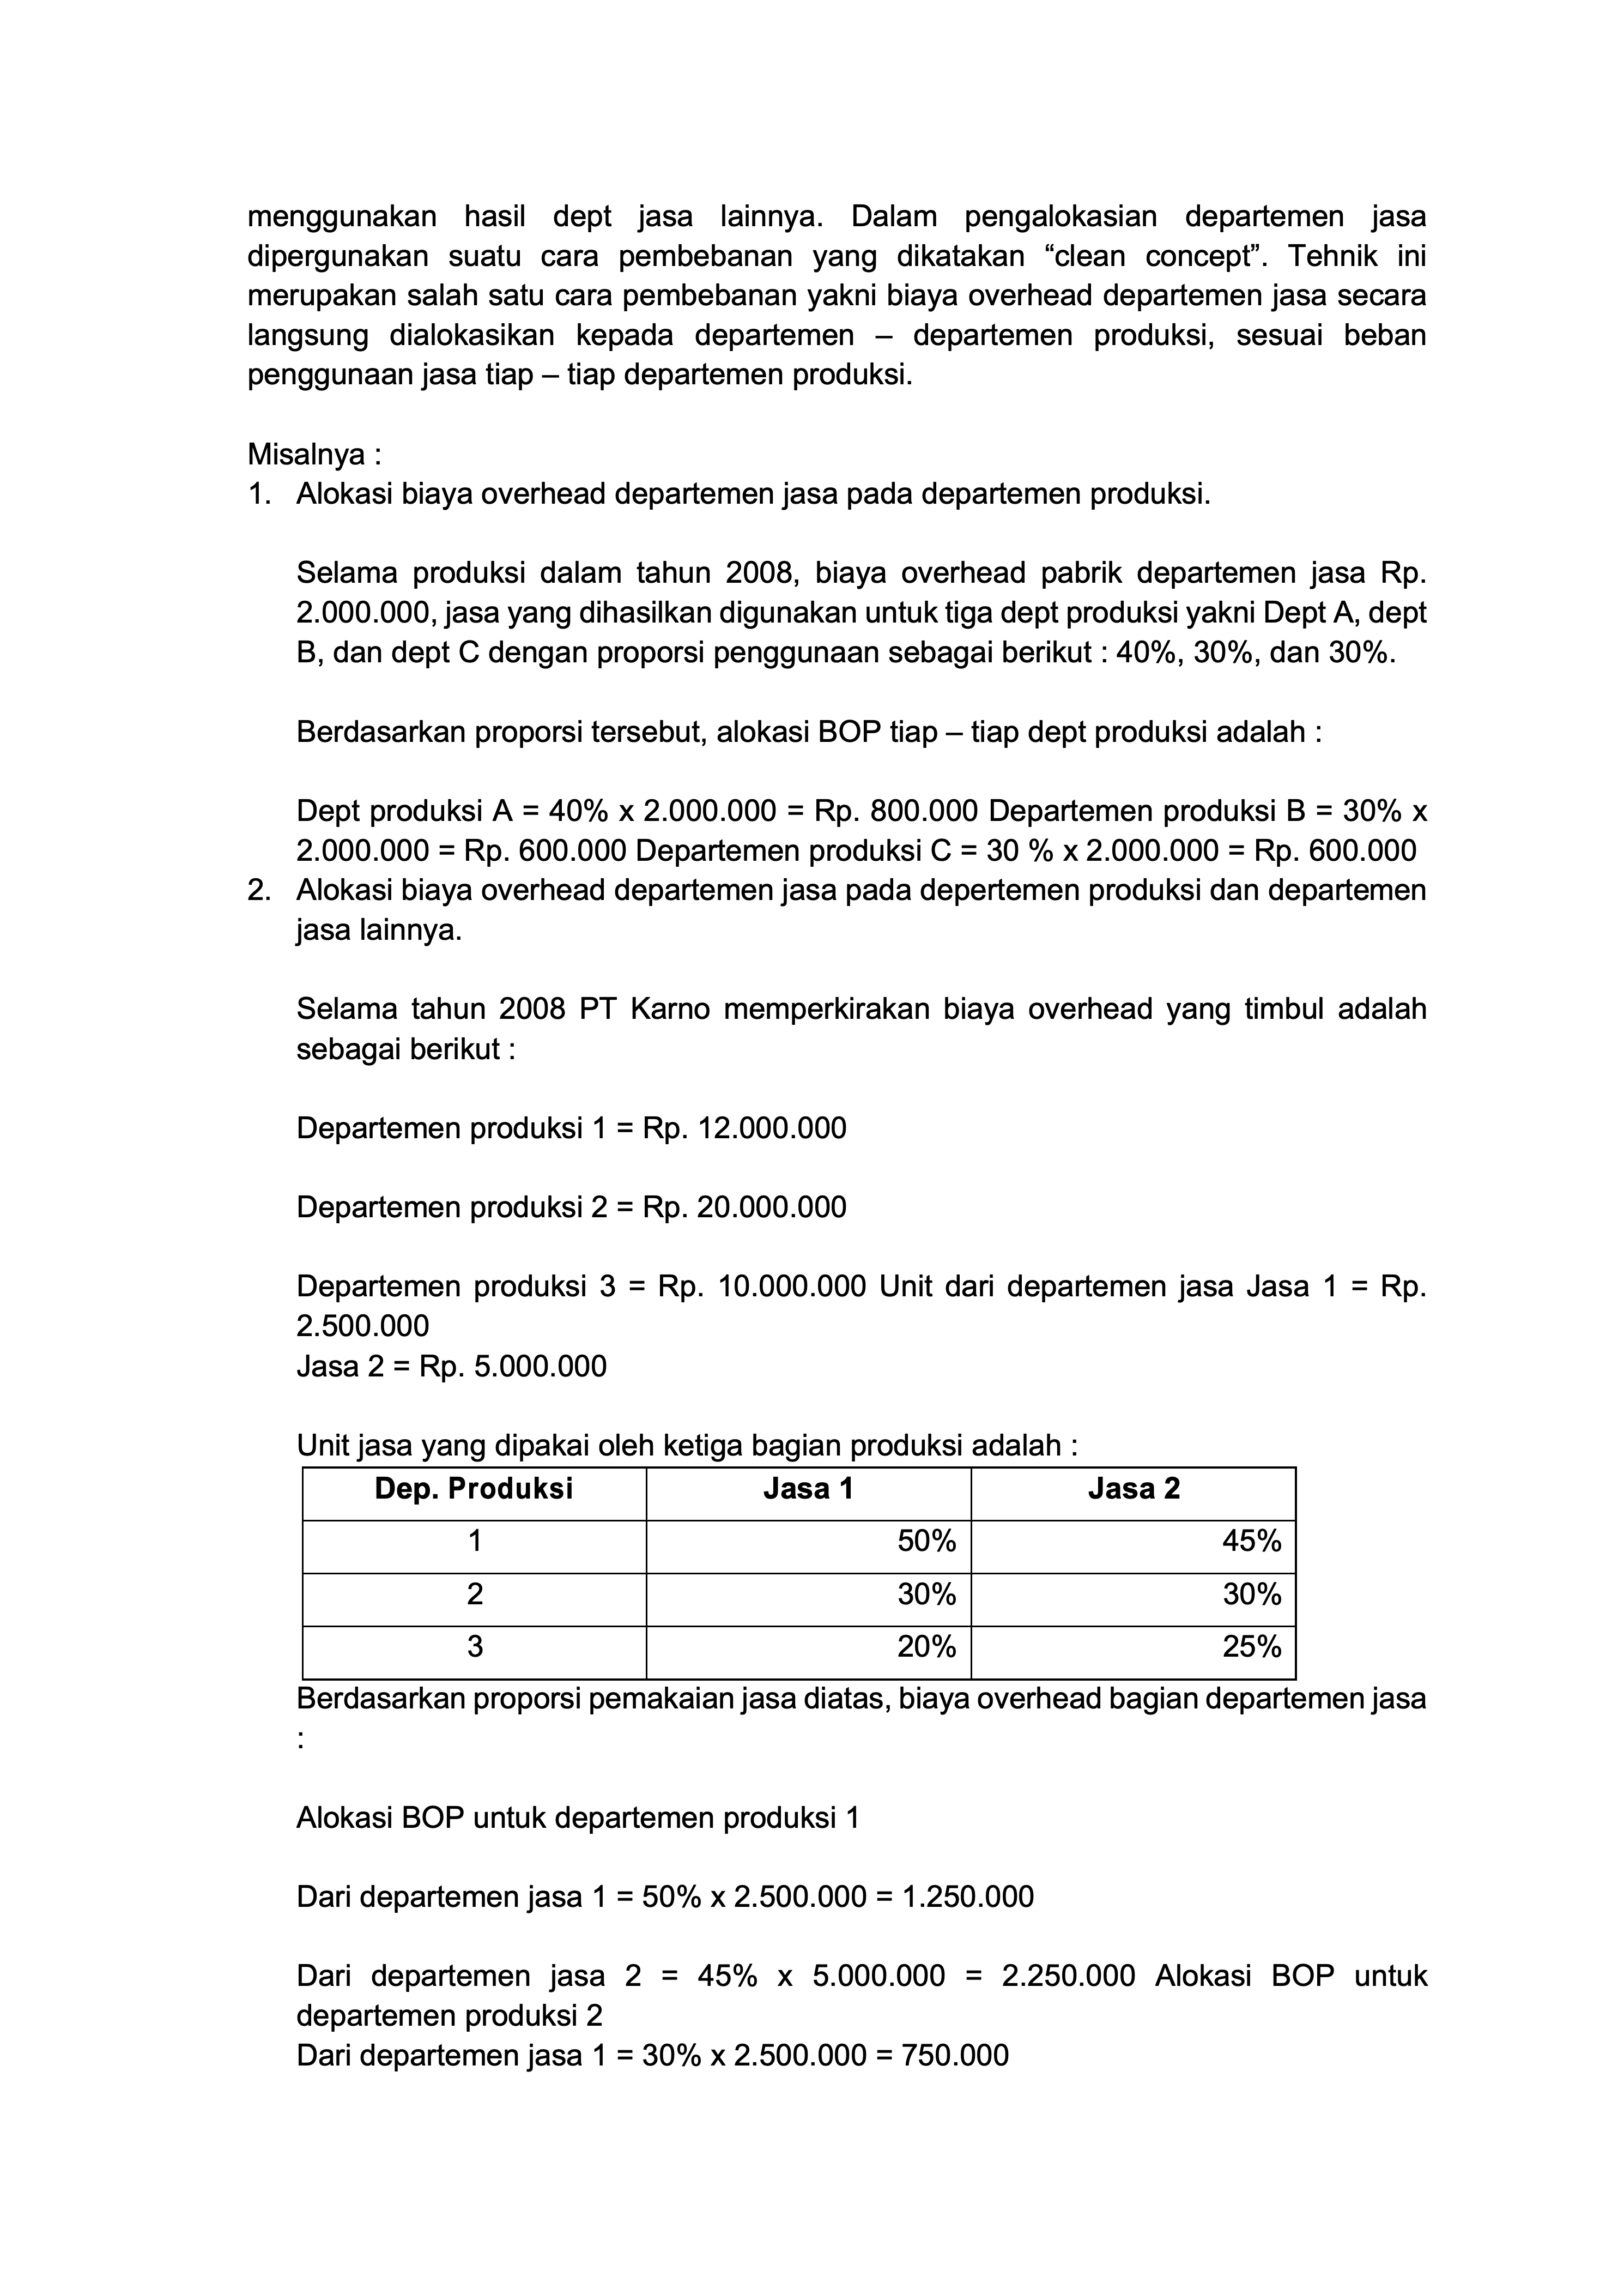 menggunakan hasil dept jasa lainnya. Dalam pengalokasian departemen jasa
dipergunakan suatu cara pembebanan yang dikatakan “clean concept”. Tehnik ini
merupakan salah satu cara pembebanan yakni biaya overhead departemen jasa secara
langsung dialokasikan kepada departemen – departemen produksi, sesuai beban
penggunaan jasa tiap – tiap departemen produksi.
Misalnya :
1. Alokasi biaya overhead departemen jasa pada departemen produksi.
Selama produksi dalam tahun 2008, biaya overhead pabrik departemen jasa Rp.
2.000.000, jasa yang dihasilkan digunakan untuk tiga dept produksi yakni Dept A, dept
B, dan dept C dengan proporsi penggunaan sebagai berikut : 40%, 30%, dan 30%.
Berdasarkan proporsi tersebut, alokasi BOP tiap – tiap dept produksi adalah :
Dept produksi A = 40% x 2.000.000 = Rp. 800.000 Departemen produksi B = 30% x
2.000.000 = Rp. 600.000 Departemen produksi C = 30 % x 2.000.000 = Rp. 600.000
2. Alokasi biaya overhead departemen jasa pada depertemen produksi dan departemen
jasa lainnya.
Selama tahun 2008 PT Karno memperkirakan biaya overhead yang timbul adalah
sebagai berikut :
Departemen produksi 1 = Rp. 12.000.000
Departemen produksi 2 = Rp. 20.000.000
Departemen produksi 3 = Rp. 10.000.000 Unit dari departemen jasa Jasa 1 = Rp.
2.500.000
Jasa 2 = Rp. 5.000.000
Unit jasa yang dipakai oleh ketiga bagian produksi adalah :
Dep. Produksi Jasa 1 Jasa 2
1 50% 45%
2 30% 30%
3 20% 25%
Berdasarkan proporsi pemakaian jasa diatas, biaya overhead bagian departemen jasa
:
Alokasi BOP untuk departemen produksi 1
Dari departemen jasa 1 = 50% x 2.500.000 = 1.250.000
Dari departemen jasa 2 = 45% x 5.000.000 = 2.250.000 Alokasi BOP untuk
departemen produksi 2
Dari departemen jasa 1 = 30% x 2.500.000 = 750.000